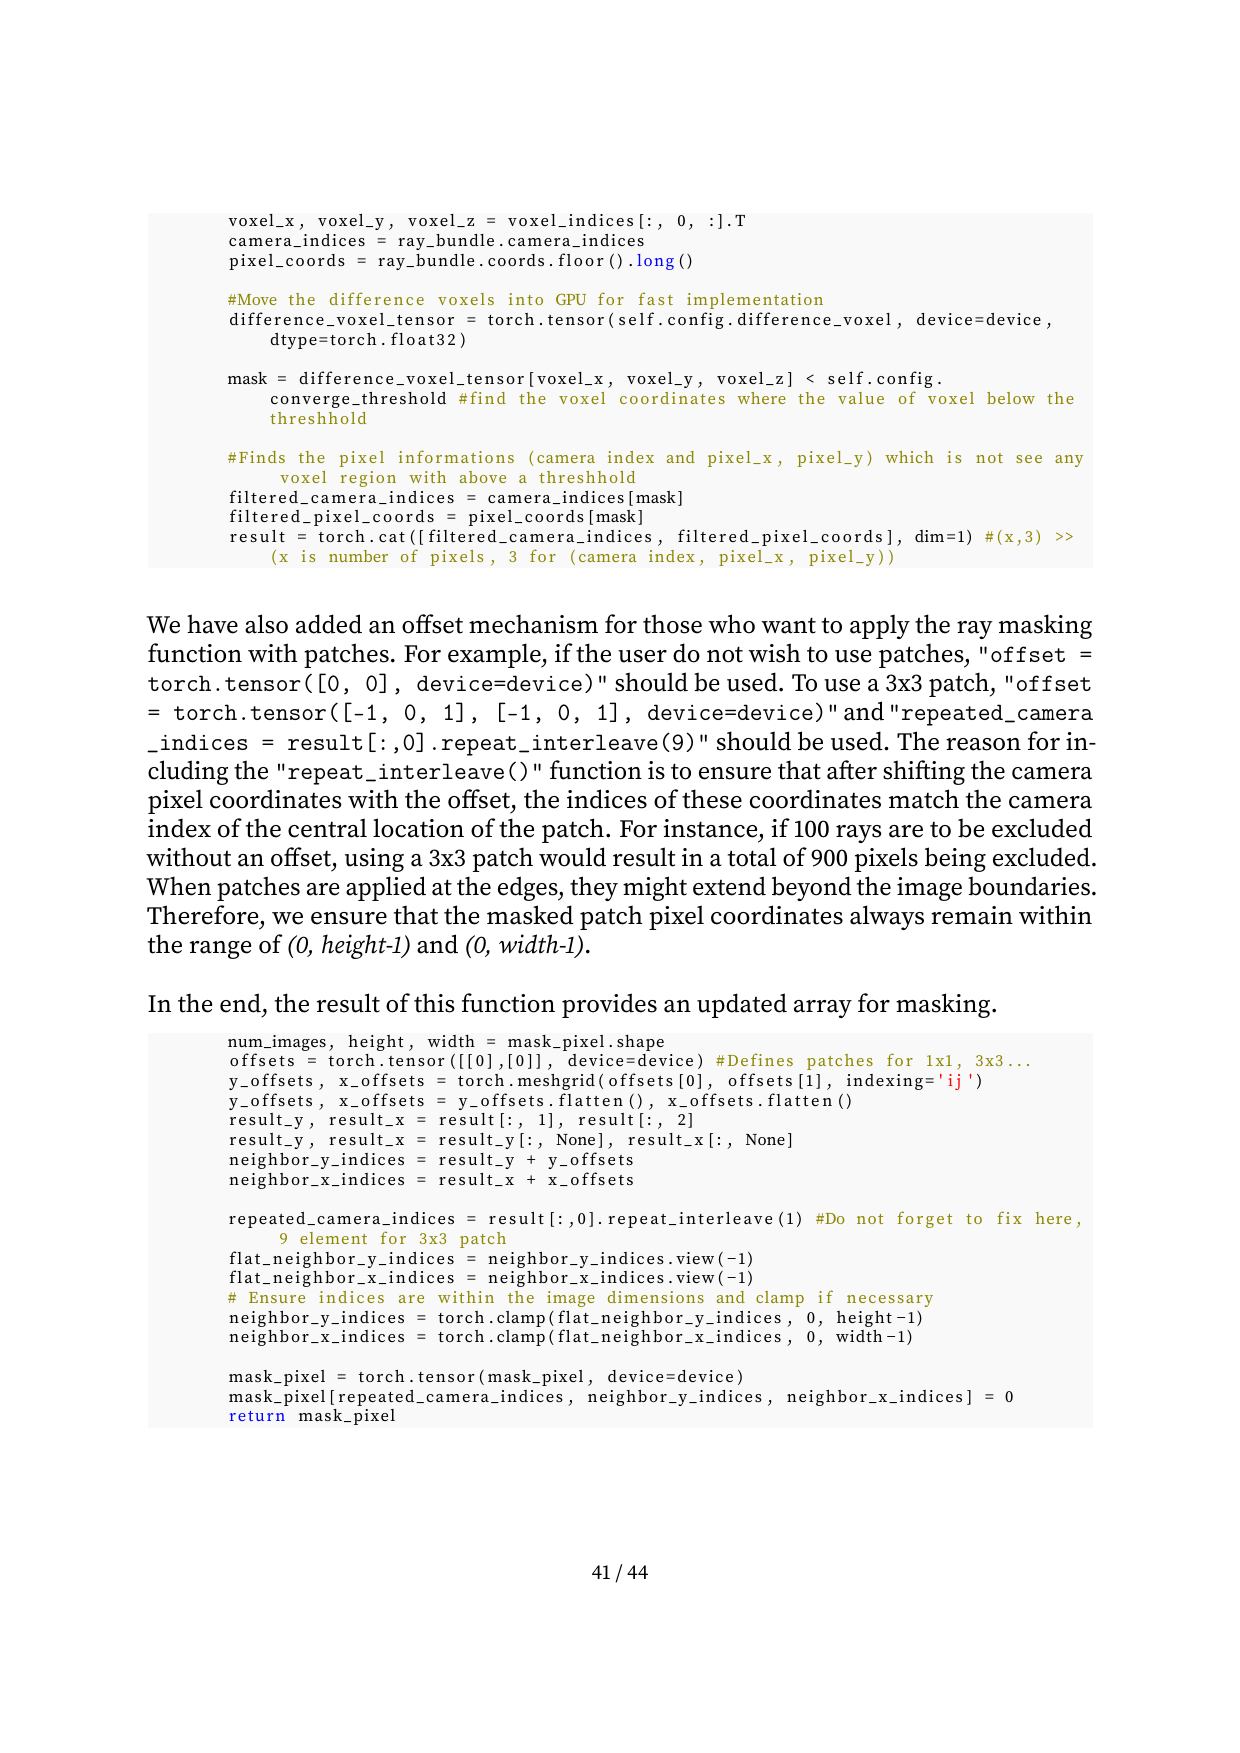 voxel_x, voxel_y, voxel_z = voxel_indices[:, 0, :].T
camera_indices = ray_bundle.camera_indices
pixel_coords = ray_bundle.coords.floor().long()
#Move the difference voxels into GPU for fast implementation
difference_voxel_tensor = torch.tensor(self.config.difference_voxel, device=device,
dtype=torch.float32)
mask = difference_voxel_tensor[voxel_x, voxel_y, voxel_z] < self.config.
converge_threshold #find the voxel coordinates where the value of voxel below the
threshhold
#Finds the pixel informations (camera index and pixel_x, pixel_y) which is not see any
voxel region with above a threshhold
filtered_camera_indices = camera_indices[mask]
filtered_pixel_coords = pixel_coords[mask]
result = torch.cat([filtered_camera_indices, filtered_pixel_coords], dim=1) #(x,3) >>
(x is number of pixels, 3 for (camera index, pixel_x, pixel_y))
We have also added an offset mechanism for those who want to apply the ray masking
function with patches. For example, if the user do not wish to use patches, "offset =
torch.tensor([0, 0], device=device)" should be used. To use a 3x3 patch, "offset
= torch.tensor([-1, 0, 1], [-1, 0, 1], device=device)" and "repeated_camera
_indices = result[:,0].repeat_interleave(9)" should be used. The reason for in-
cluding the "repeat_interleave()" function is to ensure that after shifting the camera
pixel coordinates with the offset, the indices of these coordinates match the camera
index of the central location of the patch. For instance, if 100 rays are to be excluded
without an offset, using a 3x3 patch would result in a total of 900 pixels being excluded.
When patches are applied at the edges, they might extend beyond the image boundaries.
Therefore, we ensure that the masked patch pixel coordinates always remain within
the range of (0, height-1) and (0, width-1).
In the end, the result of this function provides an updated array for masking.
num_images, height, width = mask_pixel.shape
offsets = torch.tensor([[0],[0]], device=device) #Defines patches for 1x1, 3x3...
y_offsets, x_offsets = torch.meshgrid(offsets[0], offsets[1], indexing='ij')
y_offsets, x_offsets = y_offsets.flatten(), x_offsets.flatten()
result_y, result_x = result[:, 1], result[:, 2]
result_y, result_x = result_y[:, None], result_x[:, None]
neighbor_y_indices = result_y + y_offsets
neighbor_x_indices = result_x + x_offsets
repeated_camera_indices = result[:,0].repeat_interleave(1) #Do not forget to fix here,
9 element for 3x3 patch
flat_neighbor_y_indices = neighbor_y_indices.view(-1)
flat_neighbor_x_indices = neighbor_x_indices.view(-1)
# Ensure indices are within the image dimensions and clamp if necessary
neighbor_y_indices = torch.clamp(flat_neighbor_y_indices, 0, height-1)
neighbor_x_indices = torch.clamp(flat_neighbor_x_indices, 0, width-1)
mask_pixel = torch.tensor(mask_pixel, device=device)
mask_pixel[repeated_camera_indices, neighbor_y_indices, neighbor_x_indices] = 0
return mask_pixel
41 / 44